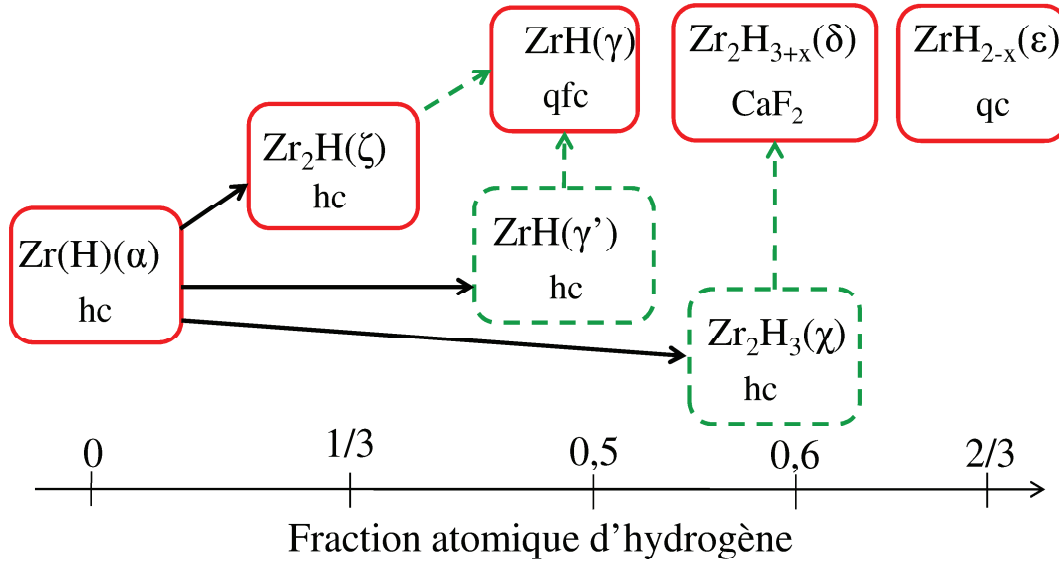 ZrH(γ)
qfc
Zr₂H₃₊ₓ(δ)
CaF₂
ZrH₂₋ₓ(ε)
qc
Zr₂H(ζ)
hc
Zr(H)(α)
hc
ZrH(γ’)
hc
Zr₂H₃(χ)
hc
0
1/3
0,5
0,6
2/3
Fraction atomique d’hydrogène